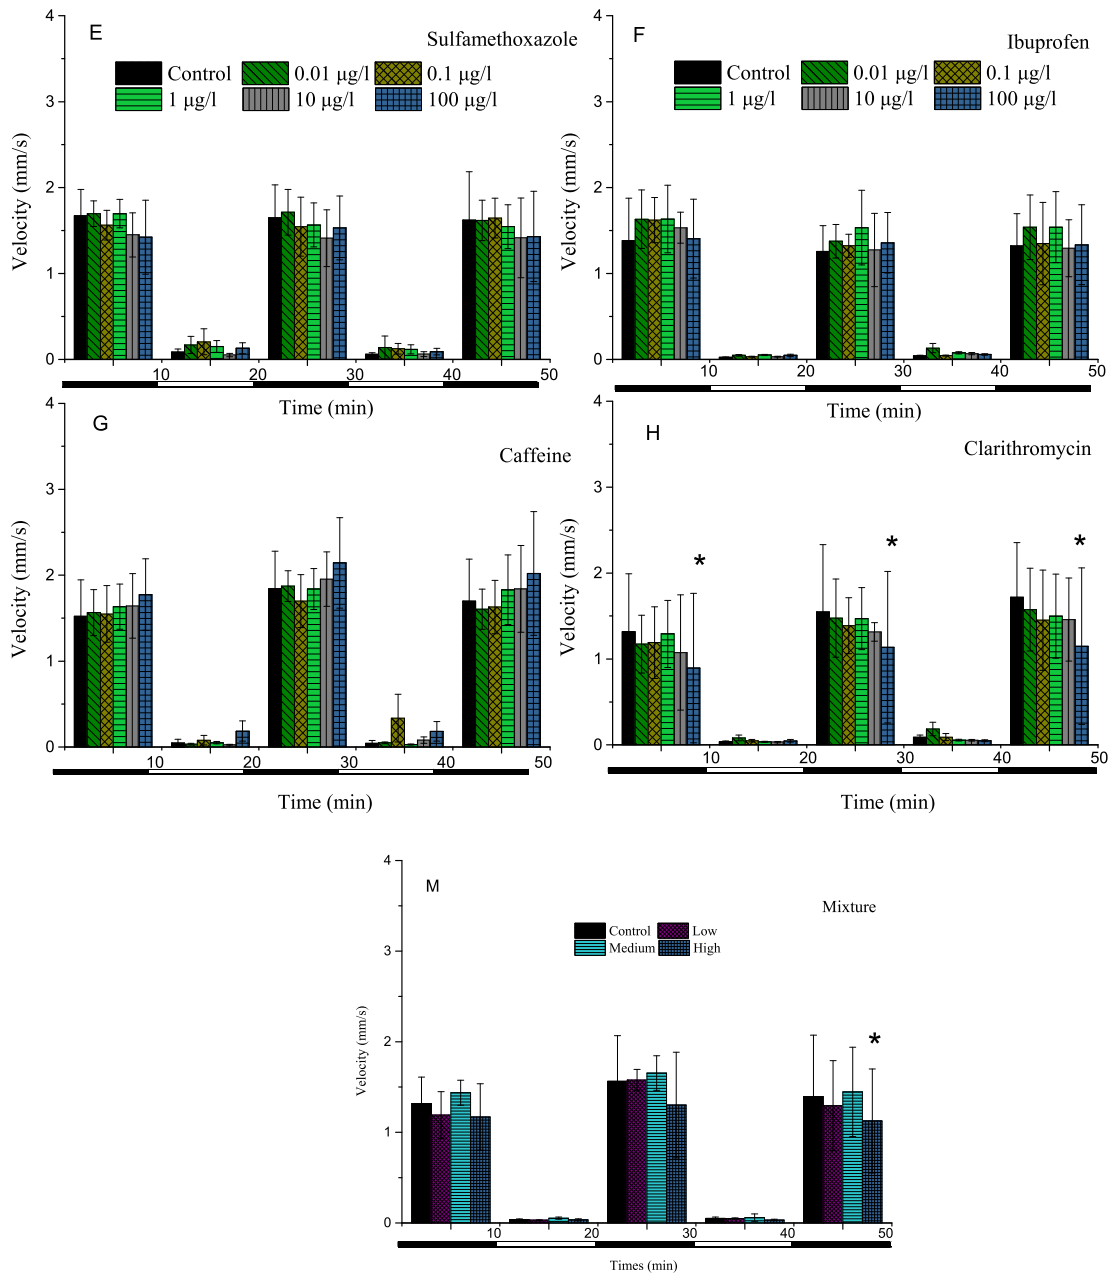 E
Sulfamethoxazole
Control 0.01 µg/l 0.1 µg/l
1 µg/l 10 µg/l 100 µg/l
Velocity (mm/s)
4
3
2
1
0
10 20 30 40 50
Time (min)
F
Ibuprofen
Control 0.01 µg/l 0.1 µg/l
1 µg/l 10 µg/l 100 µg/l
Velocity (mm/s)
4
3
2
1
0
10 20 30 40 50
Time (min)
G
Caffeine
Velocity (mm/s)
4
3
2
1
0
10 20 30 40 50
Time (min)
H
Clarithromycin
Velocity (mm/s)
4
3
2
1
0
* * *
10 20 30 40 50
Time (min)
M
Mixture
Control Low
Medium High
Velocity (mm/s)
4
3
2
1
0
*
10 20 30 40 50
Times (min)